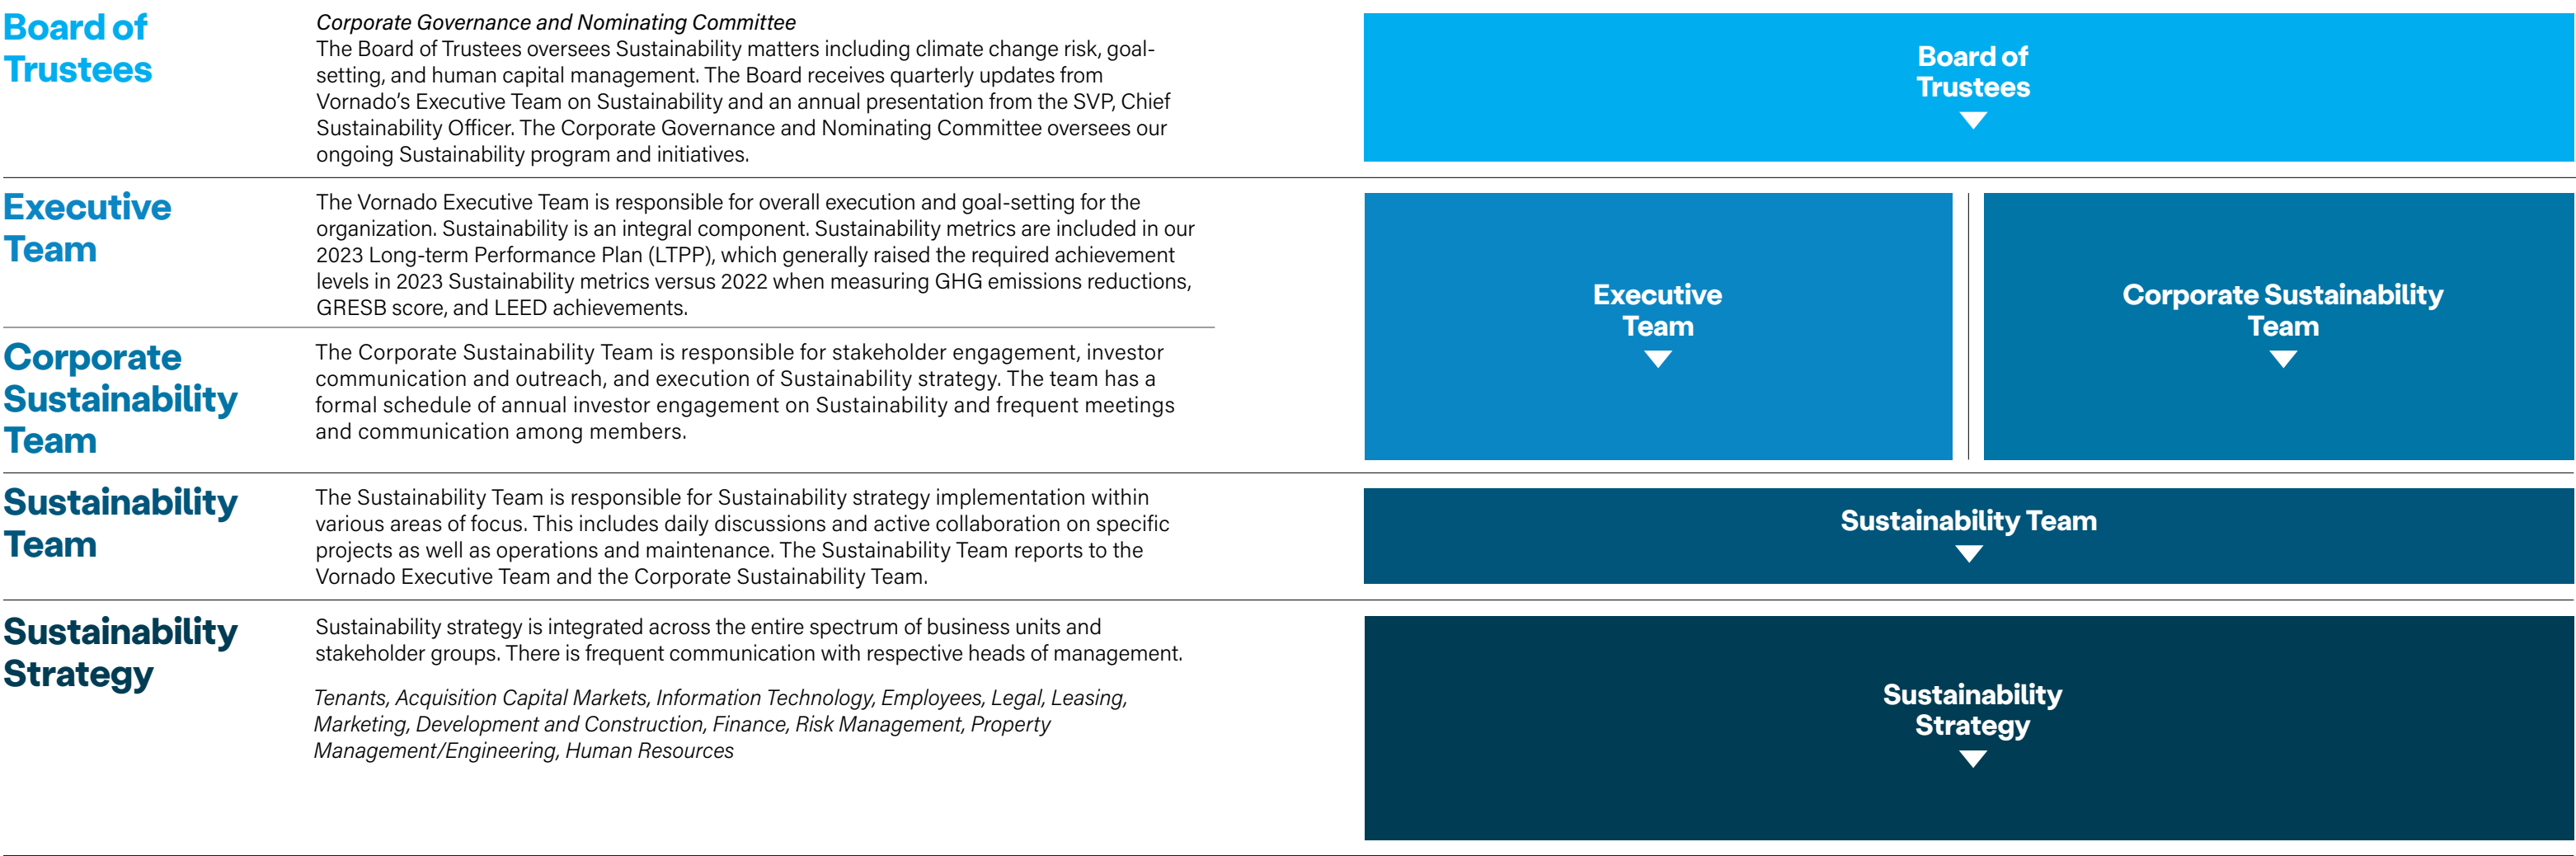 Board of
Trustees
Corporate Governance and Nominating Committee
The Board of Trustees oversees Sustainability matters including climate change risk, goal-
setting, and human capital management. The Board receives quarterly updates from
Vornado’s Executive Team on Sustainability and an annual presentation from the SVP, Chief
Sustainability Officer. The Corporate Governance and Nominating Committee oversees our
ongoing Sustainability program and initiatives.
Board of
Trustees
Executive
Team
The Vornado Executive Team is responsible for overall execution and goal-setting for the
organization. Sustainability is an integral component. Sustainability metrics are included in our
2023 Long-term Performance Plan (LTPP), which generally raised the required achievement
levels in 2023 Sustainability metrics versus 2022 when measuring GHG emissions reductions,
GRESB score, and LEED achievements.
Corporate
Sustainability
Team
The Corporate Sustainability Team is responsible for stakeholder engagement, investor
communication and outreach, and execution of Sustainability strategy. The team has a
formal schedule of annual investor engagement on Sustainability and frequent meetings
and communication among members.
Executive
Team
Corporate Sustainability
Team
Sustainability
Team
The Sustainability Team is responsible for Sustainability strategy implementation within
various areas of focus. This includes daily discussions and active collaboration on specific
projects as well as operations and maintenance. The Sustainability Team reports to the
Vornado Executive Team and the Corporate Sustainability Team.
Sustainability Team
Sustainability
Strategy
Sustainability strategy is integrated across the entire spectrum of business units and
stakeholder groups. There is frequent communication with respective heads of management.
Tenants, Acquisition Capital Markets, Information Technology, Employees, Legal, Leasing,
Marketing, Development and Construction, Finance, Risk Management, Property
Management/Engineering, Human Resources
Sustainability
Strategy